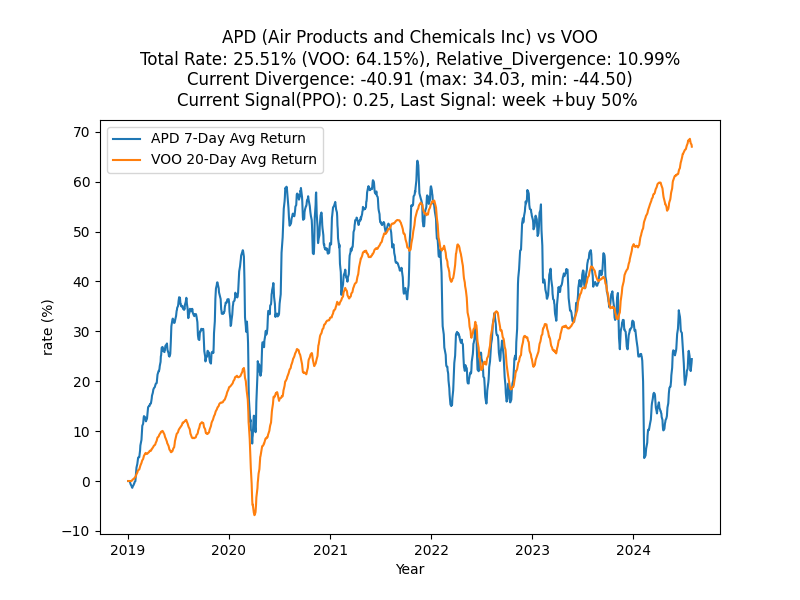 APD (Air Products and Chemicals Inc) vs VOO
Total Rate: 25.51% (VOO: 64.15%), Relative_Divergence: 10.99%
Current Divergence: -40.91 (max: 34.03, min: -44.50)
Current Signal(PPO): 0.25, Last Signal: week +buy 50%
APD 7-Day Avg Return
VOO 20-Day Avg Return
rate (%)
70
60
50
40
30
20
10
0
−10
2019 2020 2021 2022 2023 2024
Year